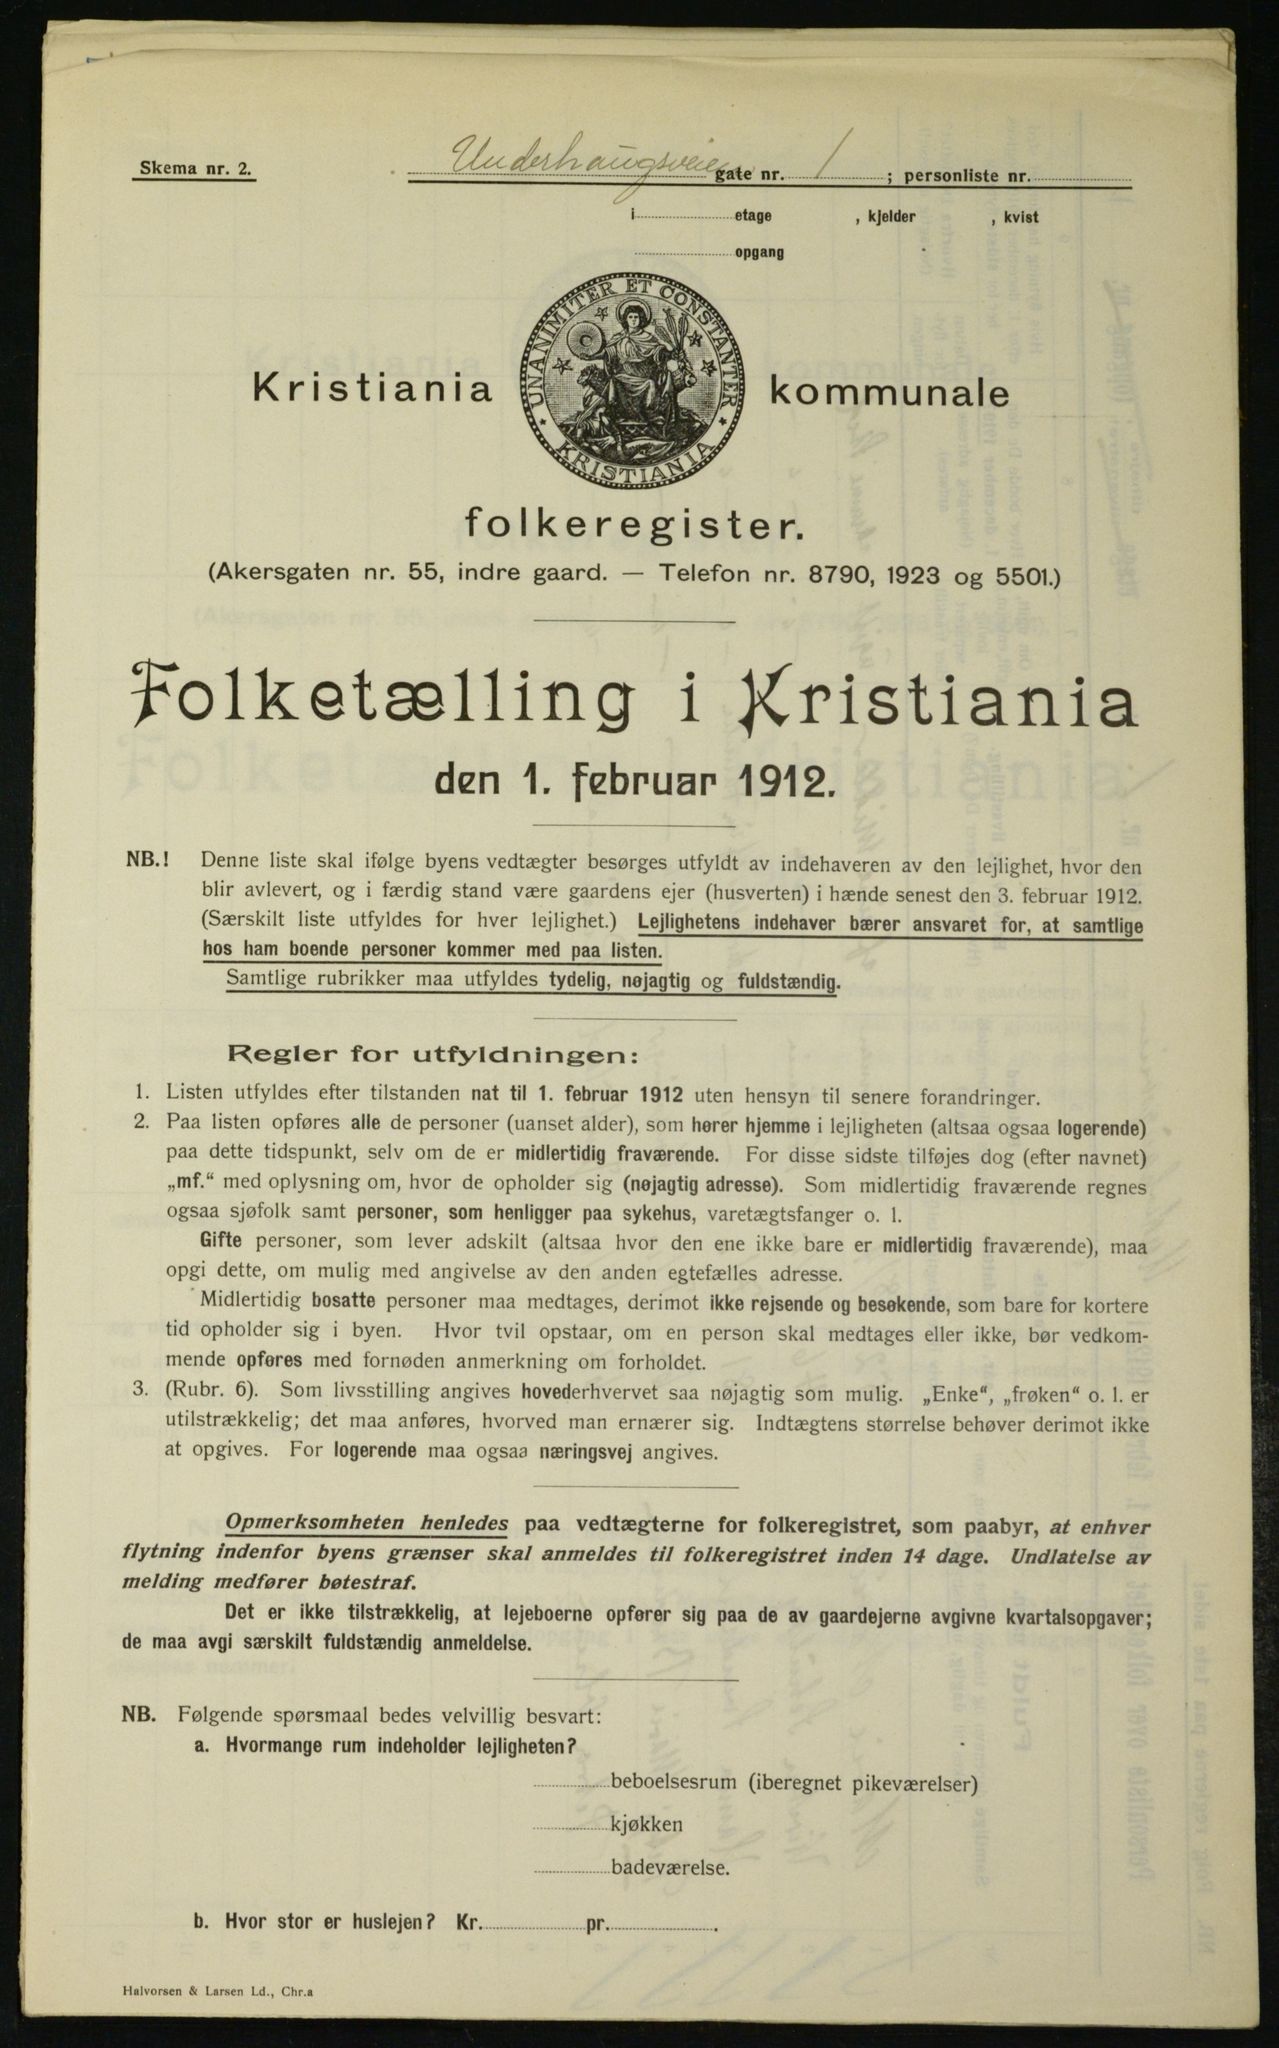 Skema nr. 2.
Underhaugsveien gate nr. 1 ; personliste nr.
i etage , kjelder , kvist
opgang
UNANIMITER ET CONSTANTER
KRISTIANIA
Kristiania kommunale
folkeregister.
(Akersgaten nr. 55, indre gaard. — Telefon nr. 8790, 1923 og 5501.)
Folketælling i Kristiania
den 1. februar 1912.
NB.! Denne liste skal ifølge byens vedtægter besørges utfyldt av indehaveren av den lejlighet, hvor den
blir avlevert, og i færdig stand være gaardens ejer (husverten) i hænde senest den 3. februar 1912.
(Særskilt liste utfyldes for hver lejlighet.) Lejlighetens indehaver bærer ansvaret for, at samtlige
hos ham boende personer kommer med paa listen.
Samtlige rubrikker maa utfyldes tydelig, nøjagtig og fuldstændig.
Regler for utfyldningen:
1. Listen utfyldes efter tilstanden nat til 1. februar 1912 uten hensyn til senere forandringer.
2. Paa listen opføres alle de personer (uanset alder), som hører hjemme i lejligheten (altsaa ogsaa logerende)
paa dette tidspunkt, selv om de er midlertidig fraværende. For disse sidste tilføjes dog (efter navnet)
„mf.“ med oplysning om, hvor de opholder sig (nøjagtig adresse). Som midlertidig fraværende regnes
ogsaa sjøfolk samt personer, som henligger paa sykehus, varetægtsfanger o. l.
Gifte personer, som lever adskilt (altsaa hvor den ene ikke bare er midlertidig fraværende), maa
opgi dette, om mulig med angivelse av den anden egtefælles adresse.
Midlertidig bosatte personer maa medtages, derimot ikke rejsende og besøkende, som bare for kortere
tid opholder sig i byen. Hvor tvil opstaar, om en person skal medtages eller ikke, bør vedkom-
mende opføres med fornøden anmerkning om forholdet.
3. (Rubr. 6). Som livsstilling angives hovederhvervet saa nøjagtig som mulig. „Enke“, „frøken“ o. l. er
utilstrækkelig; det maa anføres, hvorved man ernærer sig. Indtægtens størrelse behøver derimot ikke
at opgives. For logerende maa ogsaa næringsvej angives.
Opmerksomheten henledes paa vedtægterne for folkeregistret, som paabyr, at enhver
flytning indenfor byens grænser skal anmeldes til folkeregistret inden 14 dage. Undlatelse av
melding medfører bøtestraf.
Det er ikke tilstrækkelig, at lejeboerne opfører sig paa de av gaardejerne avgivne kvartalsopgaver;
de maa avgi særskilt fuldstændig anmeldelse.
NB. Følgende spørsmaal bedes velvillig besvart:
a. Hvormange rum indeholder lejligheten?
beboelsesrum (iberegnet pikeværelser)
kjøkken
badeværelse.
b. Hvor stor er huslejen? Kr. pr. .
Halvorsen & Larsen Ld., Chr.a